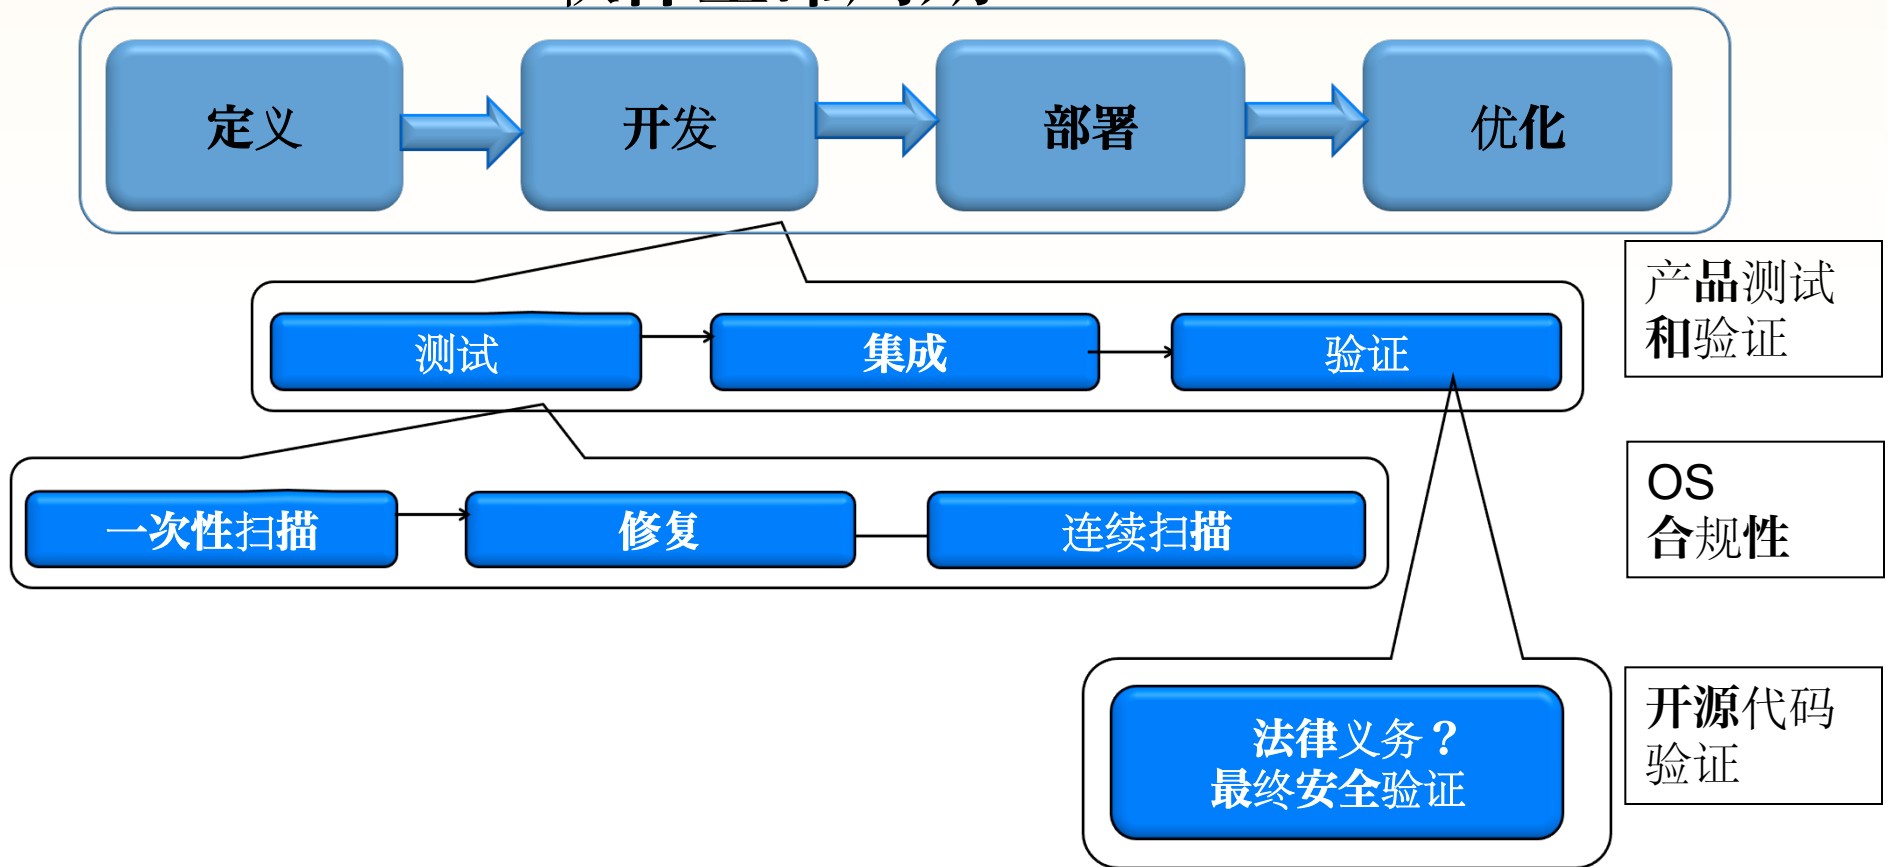 定义
开发
部署
优化
产品测试
和验证
测试
集成
验证
OS
合规性
一次性扫描
修复
连续扫描
开源代码
验证
法律义务？
最终安全验证